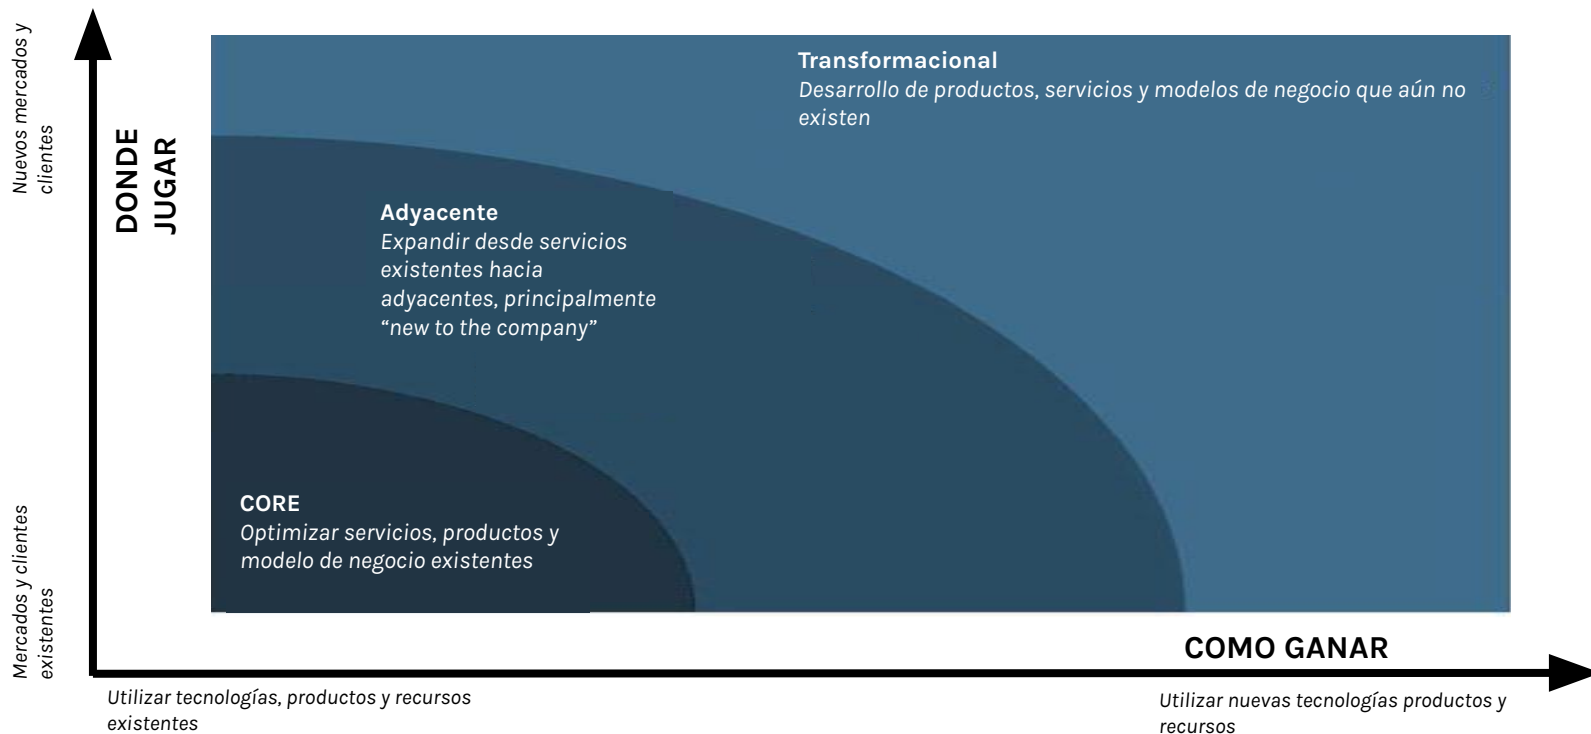 Nuevos mercados y
clientes
DONDE
JUGAR
Mercados y clientes
existentes
Transformacional
Desarrollo de productos, servicios y modelos de negocio que aún no
existen
Adyacente
Expandir desde servicios
existentes hacia
adyacentes, principalmente
“new to the company”
CORE
Optimizar servicios, productos y
modelo de negocio existentes
COMO GANAR
Utilizar tecnologías, productos y recursos
existentes
Utilizar nuevas tecnologías productos y
recursos